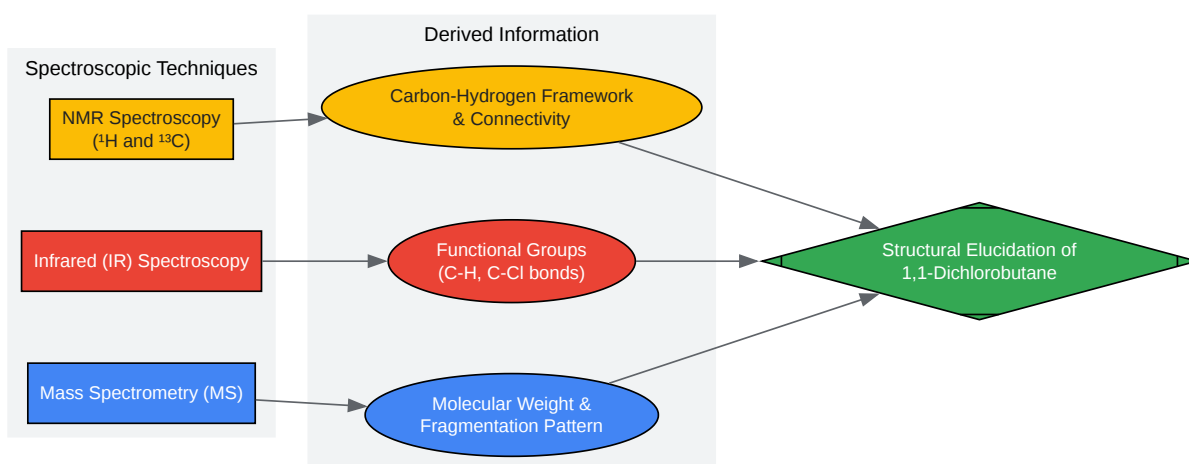 Derived Information
Spectroscopic Techniques
NMR Spectroscopy
(¹H and ¹³C)
Carbon-Hydrogen Framework
& Connectivity
Infrared (IR) Spectroscopy
Functional Groups
(C-H, C-Cl bonds)
Structural Elucidation of
1,1-Dichlorobutane
Mass Spectrometry (MS)
Molecular Weight &
Fragmentation Pattern